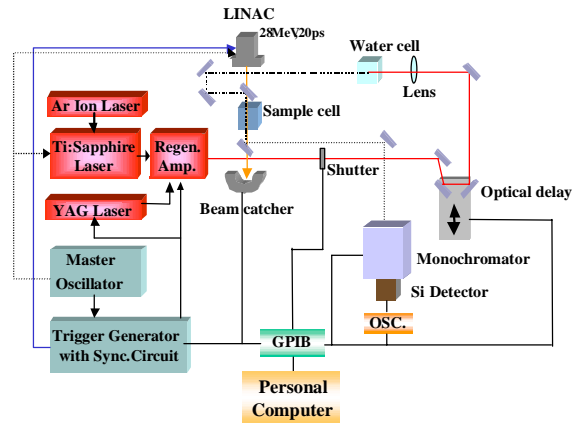 LINAC
28MeV,20ps
Water cell
Lens
Ar Ion Laser
Sample cell
Ti:Sapphire
Laser
Regen.
Amp.
Shutter
Optical delay
YAG Laser
Beam catcher
Master
Oscillator
Monochromator
Si Detector
OSC.
Trigger Generator
with Sync.Circuit
GPIB
Personal
Computer